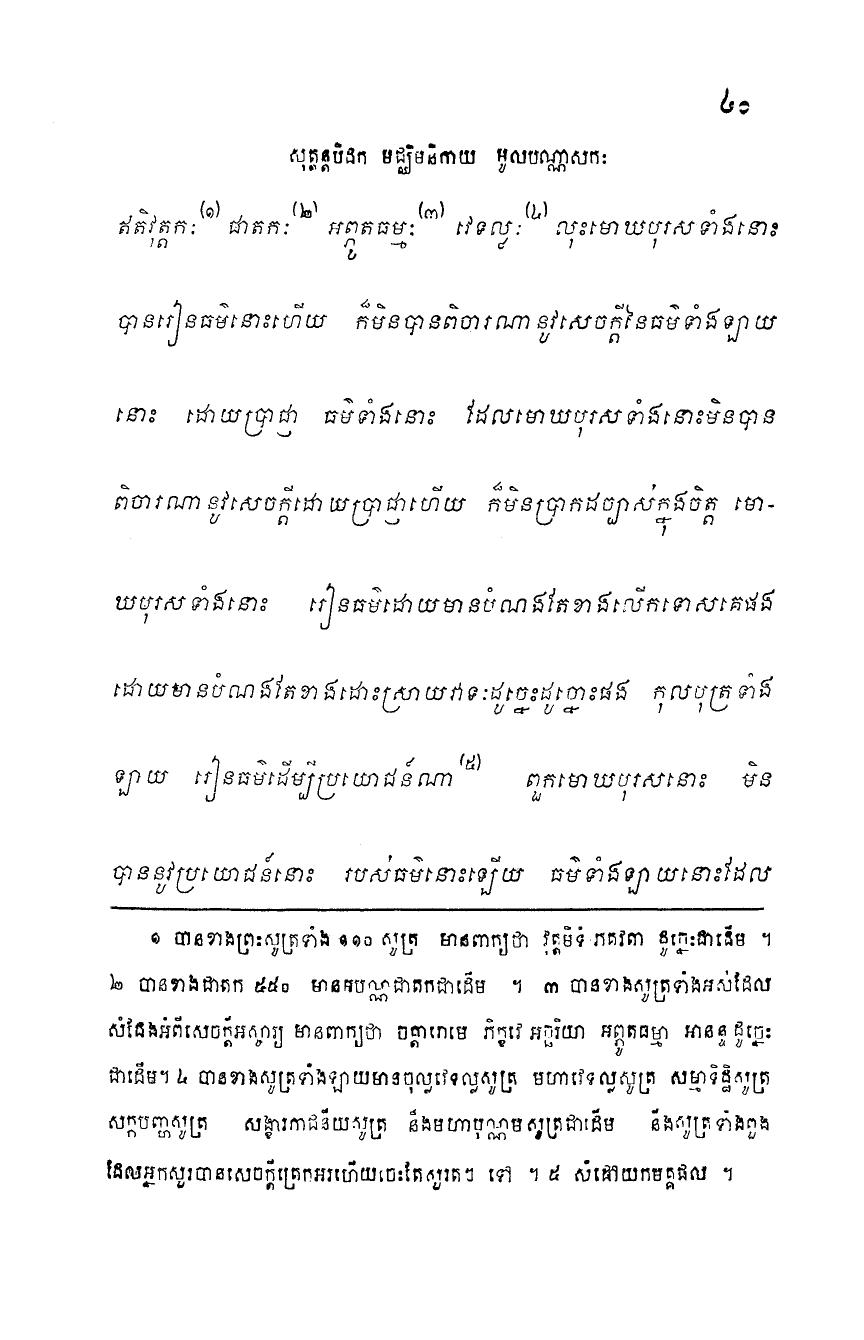 ៤១
សុត្តន្តបិដក មជ្ឈិមនិកាយ មូលបណ្ណាសកៈ
ឥតិវុត្តកៈ(១) ជាតកៈ(២) អព្ភូតធម្មៈ(៣) វេទល្លៈ(៤) លុះមោឃបុរសទាំងនោះ
បានរៀនធម៌នោះហើយ ក៏មិនបានពិចារណានូវសេចក្តីនៃធម៌ទាំងឡាយ
នោះ ដោយប្រាជ្ញា ធម៌ទាំងនោះ ដែលមោឃបុរសទាំងនោះមិនបាន
ពិចារណានូវសេចក្តីដោយប្រាជ្ញាហើយ ក៏មិនប្រាកដច្បាស់ក្នុងចិត្ត មោ-
ឃបុរសទាំងនោះ រៀនធម៌ដោយមានបំណងតែខាងលើកទោសគេផង
ដោយមានបំណងតែខាងដោះស្រាយវាទៈដូច្នេះដូច្នោះផង កុលបុត្រទាំង
ឡាយ រៀនធម៌ដើម្បីប្រយោជន៍ណា(៥) ពួកមោឃបុរសនោះ មិន
បាននូវប្រយោជន៍នោះ របស់ធម៌នោះឡើយ ធម៌ទាំងឡាយនោះដែល
១ បានខាងព្រះសូត្រទាំង ១១០ សូត្រ មានពាក្យថា វុត្តមិទំ ភគវតា ដូច្នេះជាដើម ។
២ បានខាងជាតក ៥៥០ មានអបណ្ណជាតកជាដើម ។ ៣ បានខាងសូត្រទាំងអស់ដែល
សំដែងអំពីសេចក្តីអស្ចារ្យ មានពាក្យថា ចត្តារោមេ ភិក្ខវេ អច្ឆរិយា អព្ភូតធម្មា អានន្ទេ ដូច្នេះ
ជាដើម។ ៤ បានខាងសូត្រទាំងឡាយមានចុល្លវេទល្លសូត្រ មហាវេទល្លសូត្រ សម្មាទិដ្ឋិសូត្រ
សក្កបញ្ហសូត្រ សង្ខារភាជនីយសូត្រ និងមហាបុណ្ណមសូត្រជាដើម និងសូត្រទាំងពួង
ដែលអ្នកសួរបានសេចក្តីត្រេកអរហើយចេះតែសួរតៗ ទៅ ។ ៥ សំដៅយកមគ្គផល ។